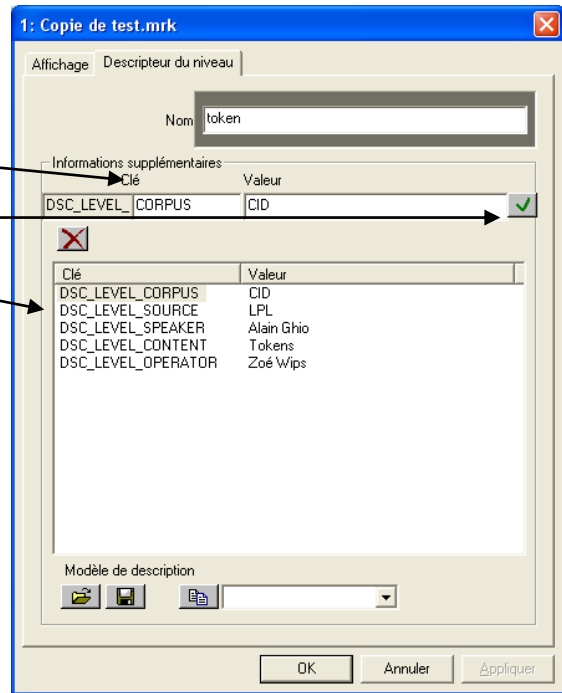 1: Copie de test.mrk
Affichage Descripteur du niveau
Nom token
Informations supplémentaires
Clé Valeur
DSC_LEVEL_ CORPUS CID
Clé Valeur
DSC_LEVEL_CORPUS CID
DSC_LEVEL_SOURCE LPL
DSC_LEVEL_SPEAKER Alain Ghio
DSC_LEVEL_CONTENT Tokens
DSC_LEVEL_OPERATOR Zoé Wips
Modèle de description
OK Annuler Appliquer